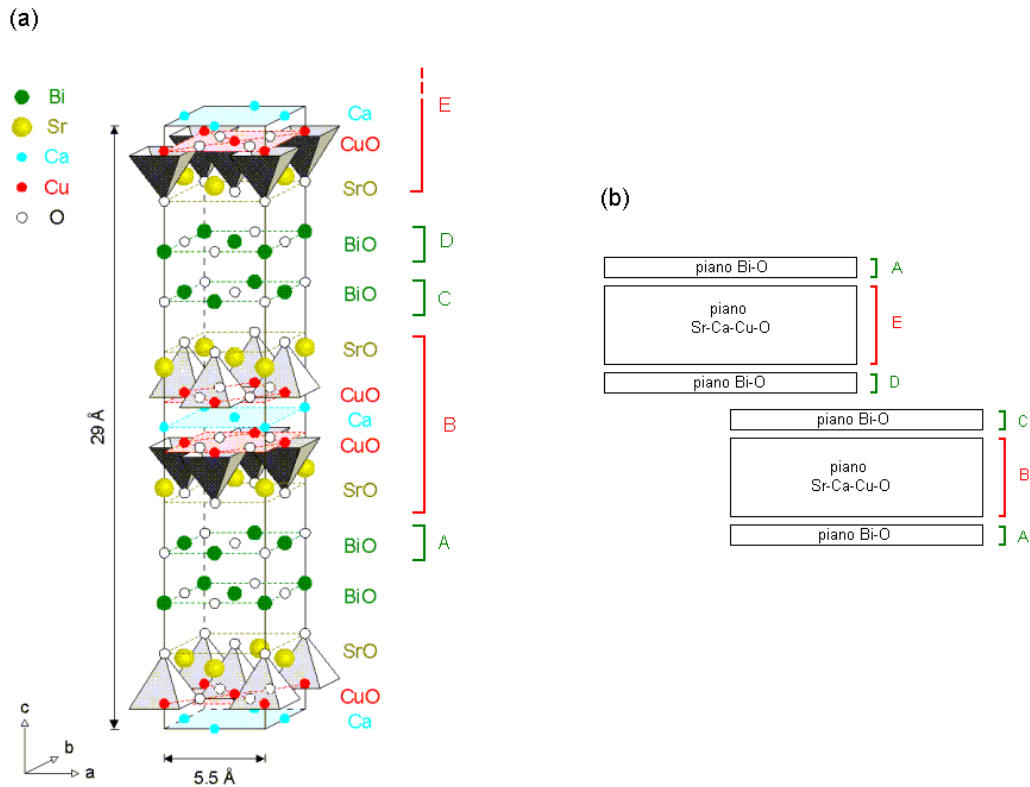 (a)
Bi
Sr
Ca
Cu
O
Ca
CuO
SrO
BiO
BiO
SrO
CuO
Ca
CuO
SrO
BiO
BiO
SrO
CuO
Ca
E
D
C
B
A
29 Å
5.5 Å
c
b
a
(b)
piano Bi-O
A
piano
Sr-Ca-Cu-O
E
piano Bi-O
D
piano Bi-O
C
piano
Sr-Ca-Cu-O
B
piano Bi-O
A